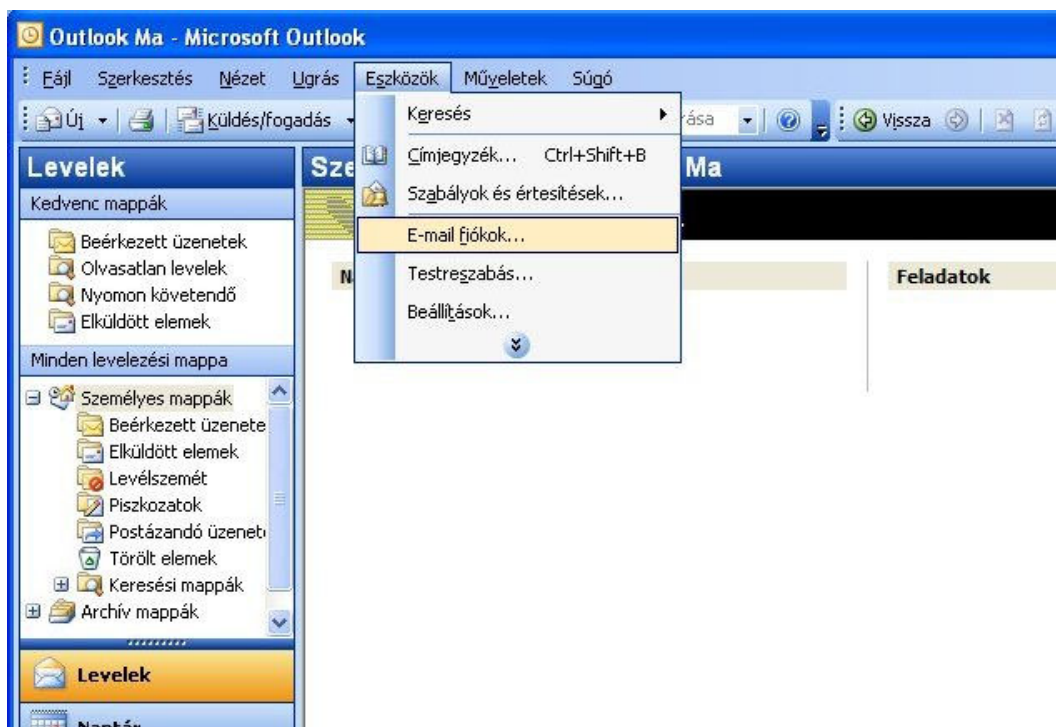 Outlook Ma - Microsoft Outlook
Fájl Szerkesztés Nézet Ugrás Eszközök Műveletek Súgó
Új Küldés/fogadás Vissza
Keresés
Címjegyzék... Ctrl+Shift+B
Szabályok és értesítések...
E-mail fiókok...
Testreszabás...
Beállítások...
Levelek
Kedvenc mappák
Beérkezett üzenetek
Olvasatlan levelek
Nyomon követendő
Elküldött elemek
Minden levelezési mappa
Személyes mappák
Beérkezett üzenete
Elküldött elemek
Levélszemét
Piszkozatok
Postázandó üzenet
Törölt elemek
Keresési mappák
Archív mappák
Levelek
Naptár
Ma
Feladatok